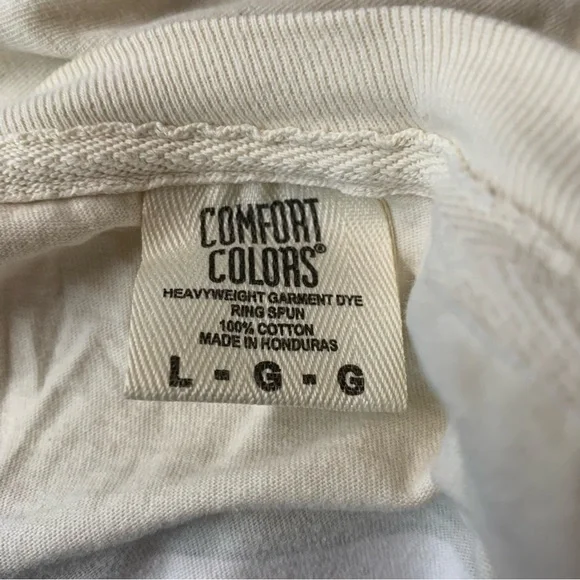 COMFORT
COLORS®
HEAVYWEIGHT GARMENT DYE
RING SPUN
100% COTTON
MADE IN HONDURAS
L - G - G